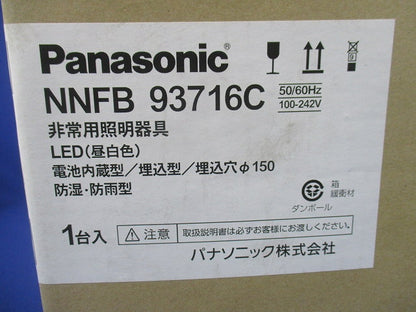 Panasonic®
NNFB 93716C
50/60Hz
100-242V
非常用照明器具
LED(昼白色)
電池内蔵型/埋込型/埋込穴φ150
防湿・防雨型
箱
緩衝材
ダンボール
1台入
注意
取扱説明書は必ずお客様にお渡しください。
パナソニック株式会社